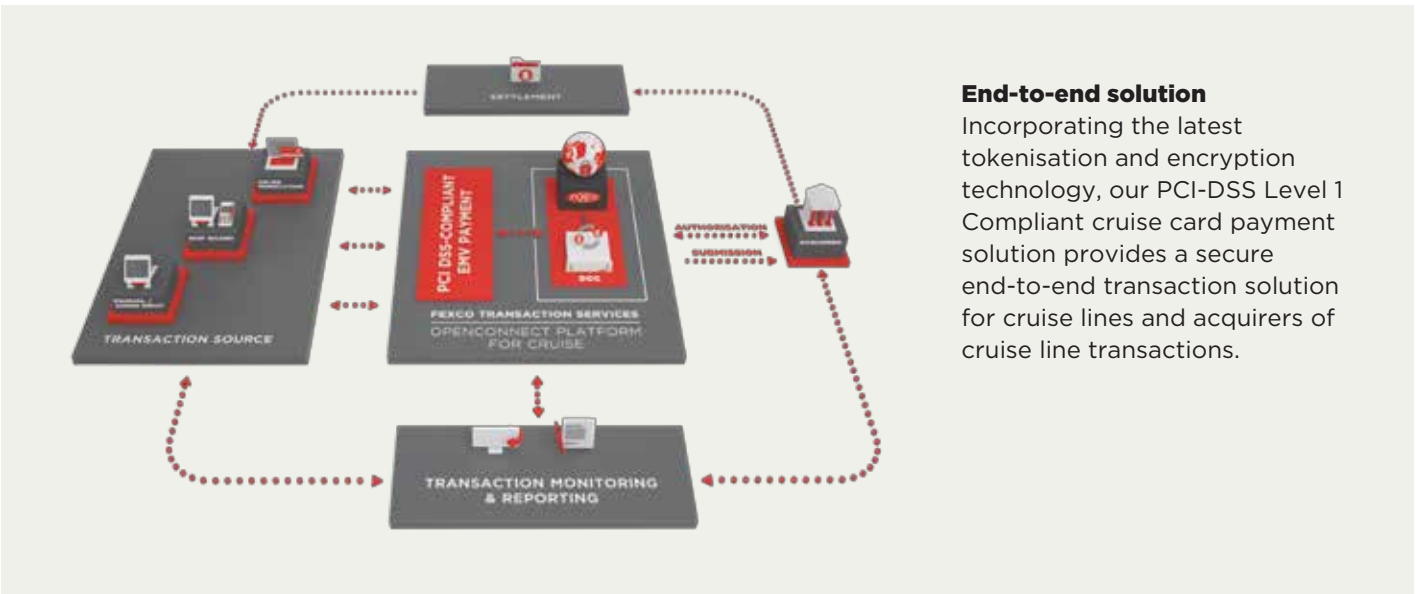 SETTLEMENT
PCI DSS-COMPLIANT
EMV PAYMENT
DCC
AUTHORISATION
SUBMISSION
FEXCO TRANSACTION SERVICES
OPENCONNECT PLATFORM
FOR CRUISE
TRANSACTION SOURCE
TRANSACTION MONITORING
& REPORTING
End-to-end solution
Incorporating the latest
tokenisation and encryption
technology, our PCI-DSS Level 1
Compliant cruise card payment
solution provides a secure
end-to-end transaction solution
for cruise lines and acquirers of
cruise line transactions.